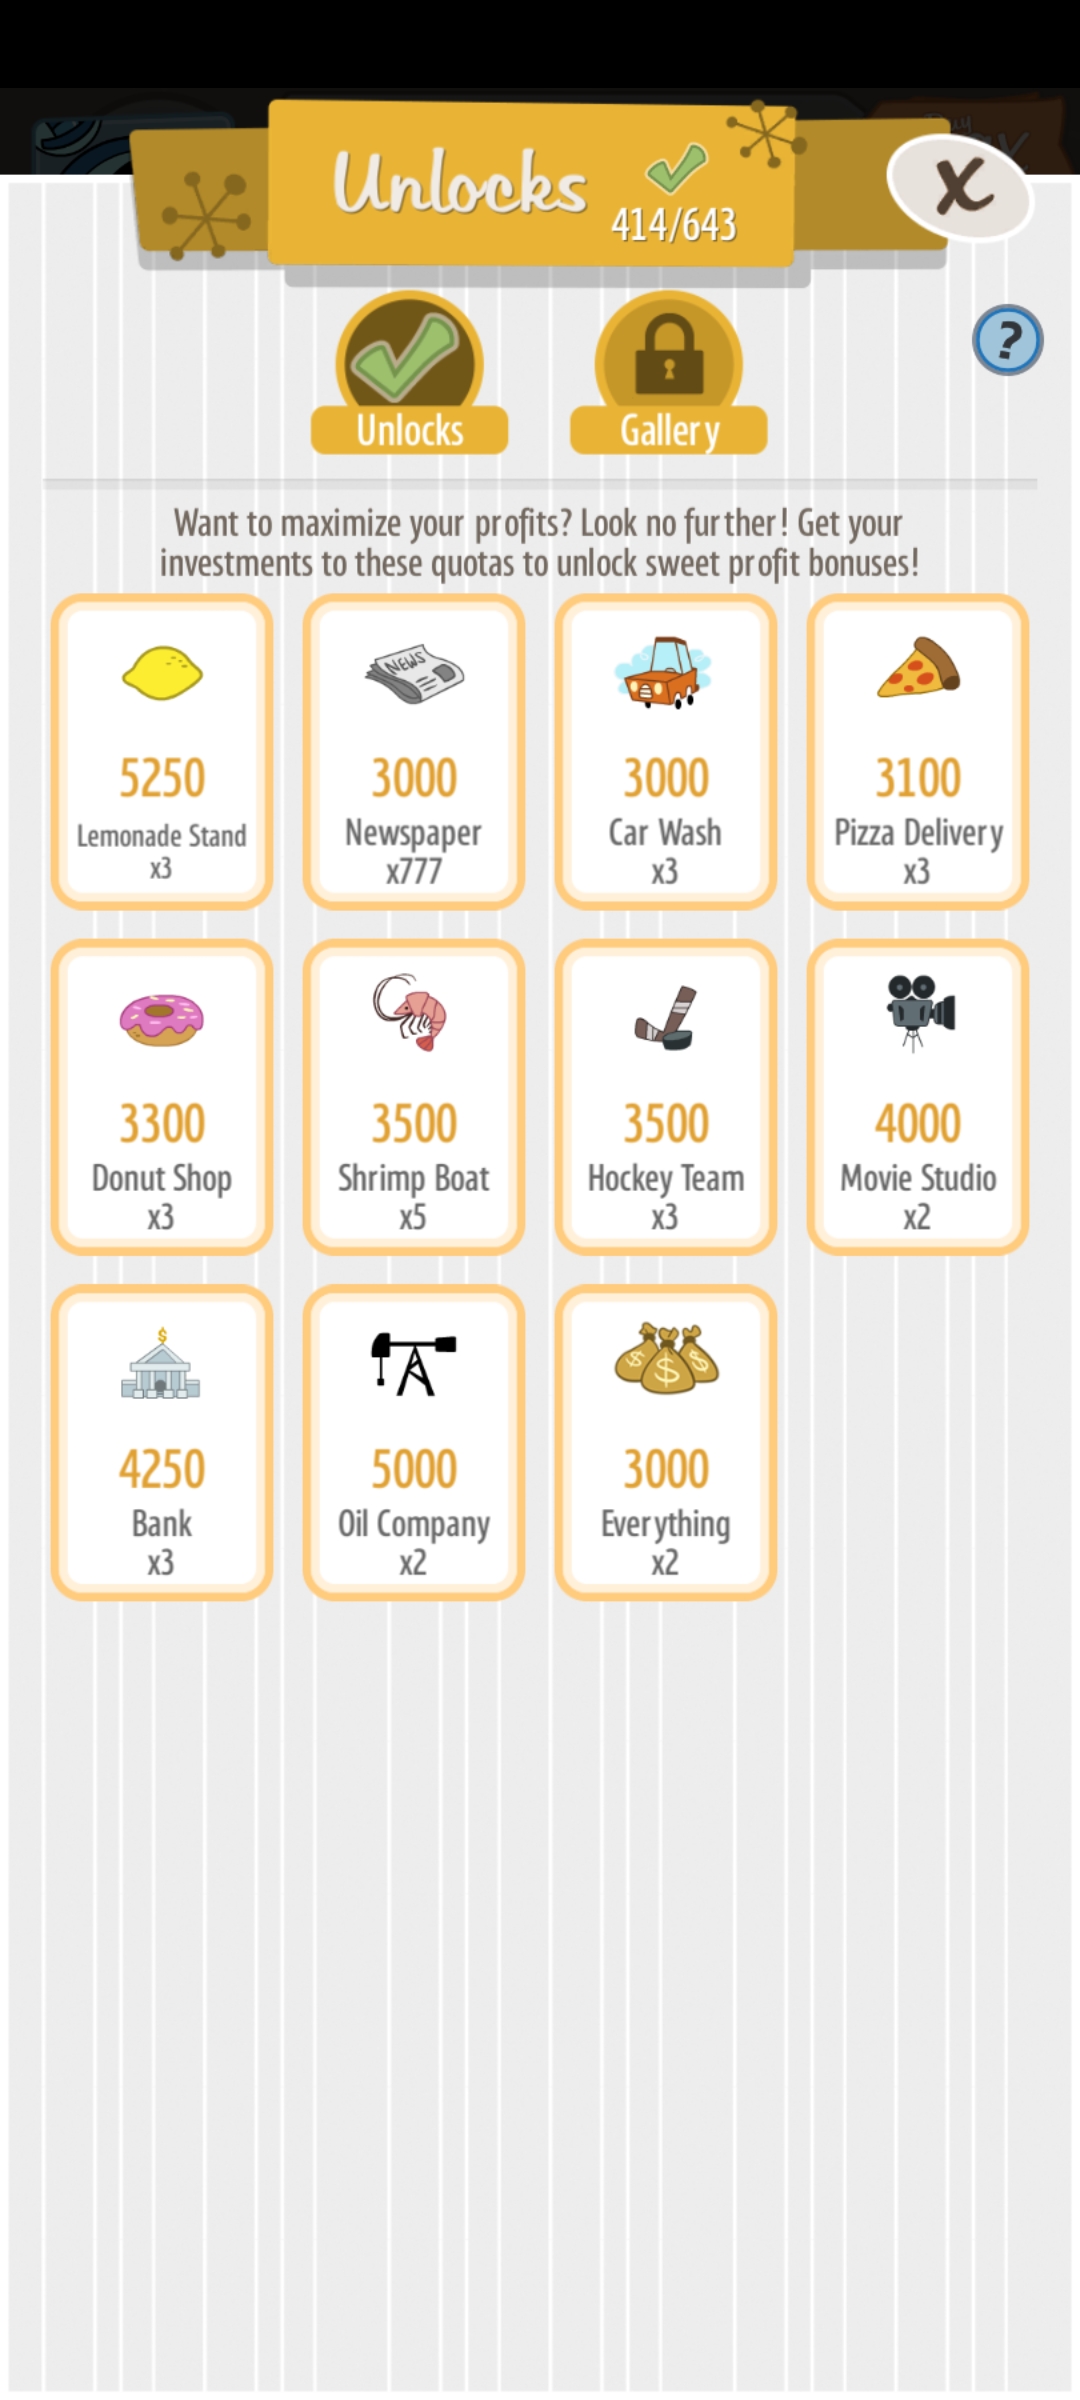 Unlocks
414/643
X
?
Unlocks
Gallery
Want to maximize your profits? Look no further! Get your
investments to these quotas to unlock sweet profit bonuses!
5250
Lemonade Stand
x3
NEWS
3000
Newspaper
x777
3000
Car Wash
x3
3100
Pizza Delivery
x3
3300
Donut Shop
x3
3500
Shrimp Boat
x5
3500
Hockey Team
x3
4000
Movie Studio
x2
$
4250
Bank
x3
5000
Oil Company
x2
$ $ $
3000
Everything
x2